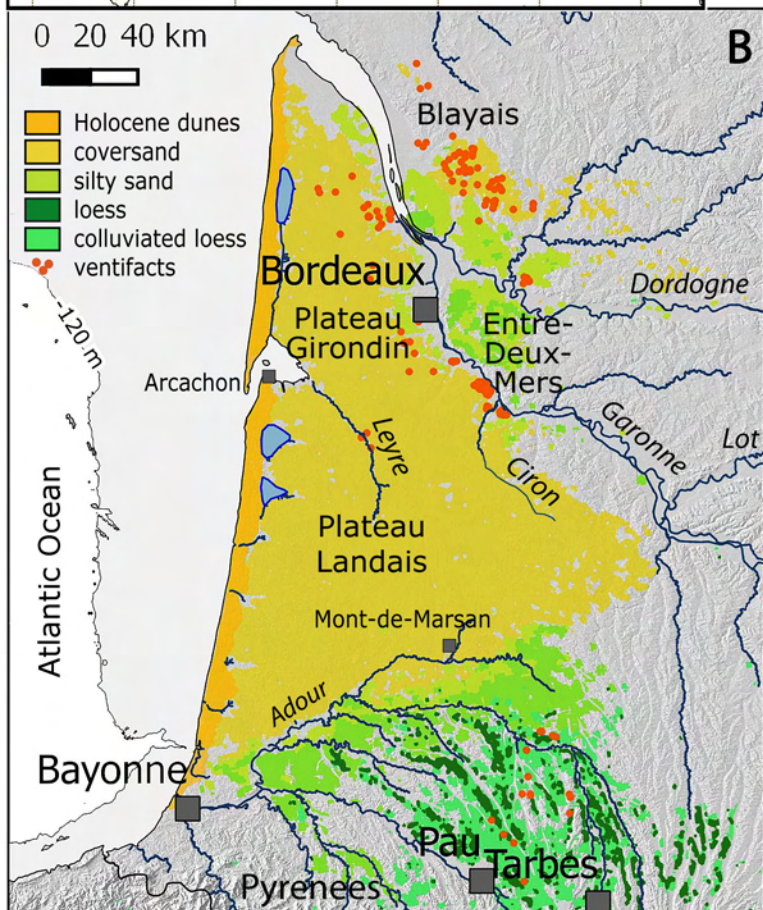 0 20 40 km
B
Holocene dunes
coversand
silty sand
loess
colluviated loess
ventifacts
Blayais
-120 m
Bordeaux
Dordogne
Plateau
Girondin
Entre-
Deux-
Mers
Arcachon
Leyre
Garonne
Lot
Ciron
Atlantic Ocean
Plateau
Landais
Mont-de-Marsan
Adour
Bayonne
Pau
Tarbes
Pyrenees